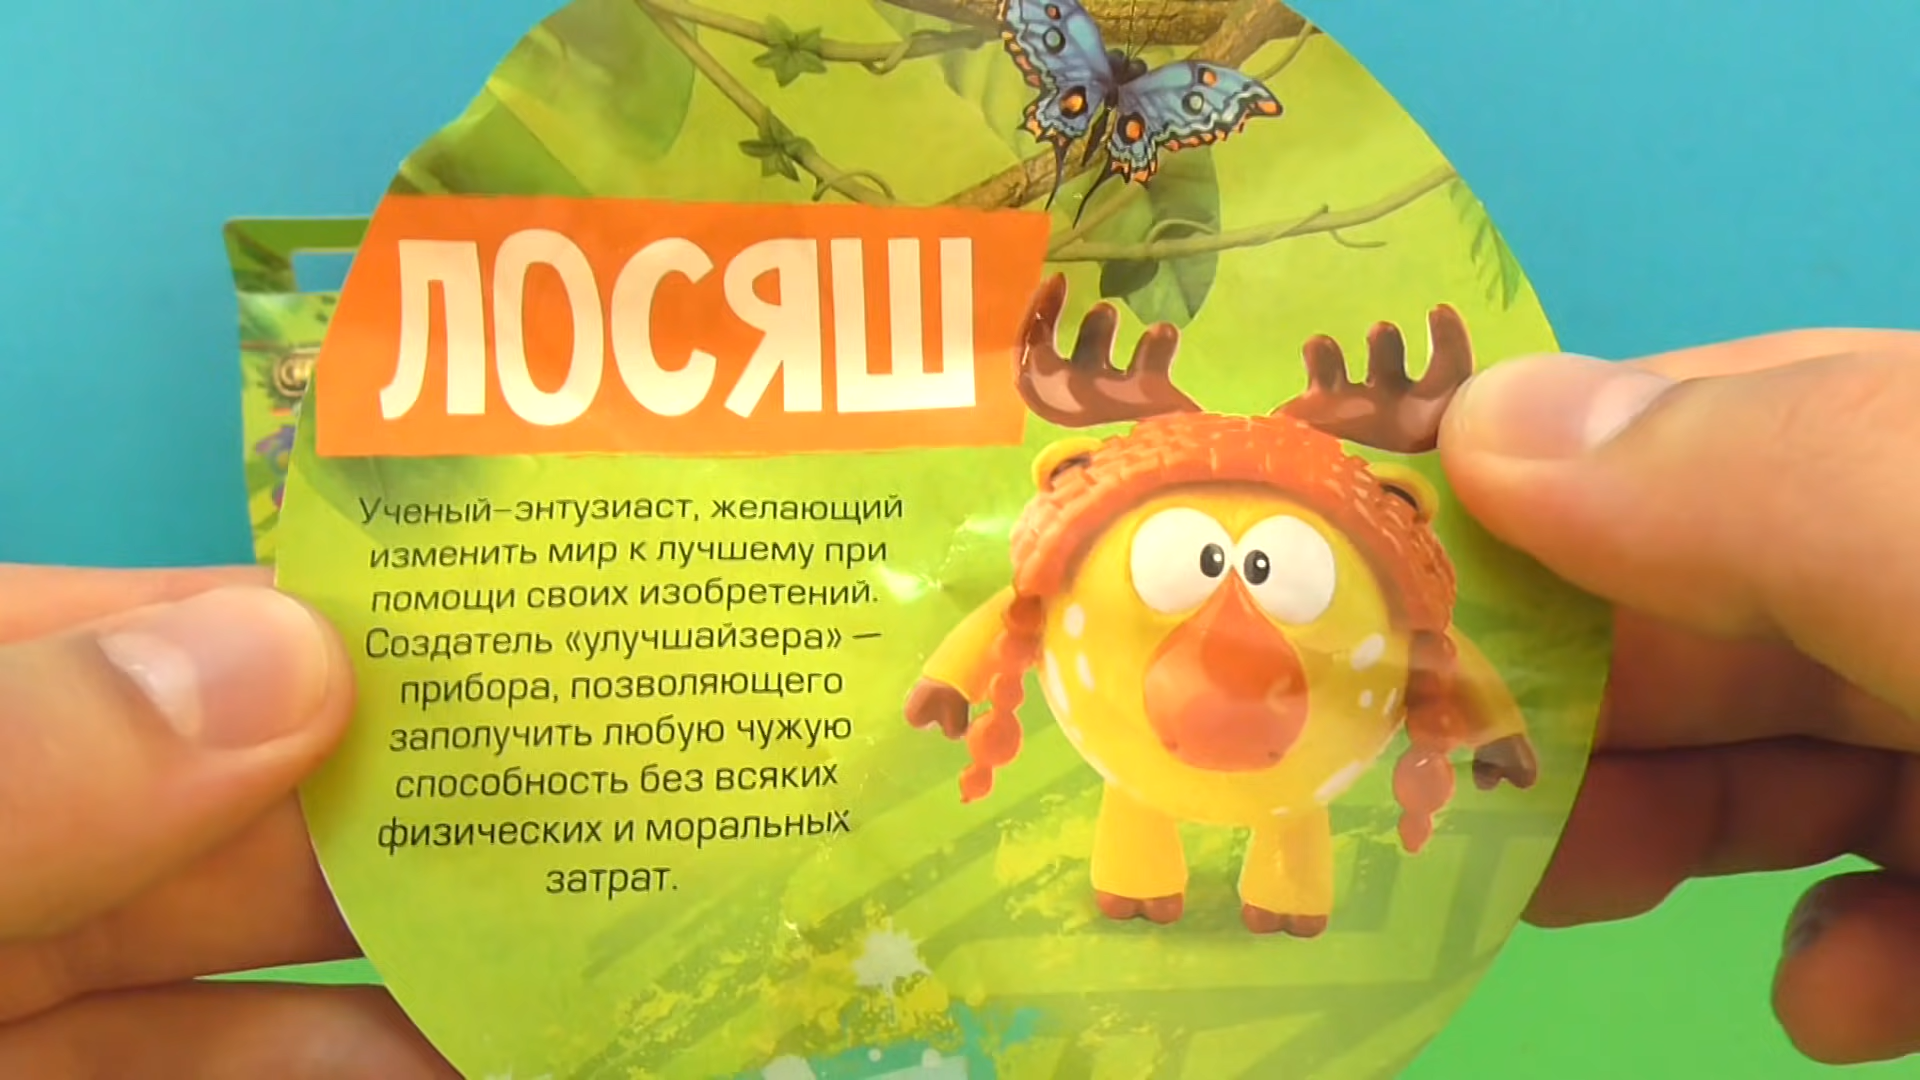 ЛОСЯШ
Ученый-энтузиаст, желающий
изменить мир к лучшему при
помощи своих изобретений.
Создатель «улучшайзера» —
прибора, позволяющего
заполучить любую чужую
способность без всяких
физических и моральных
затрат.